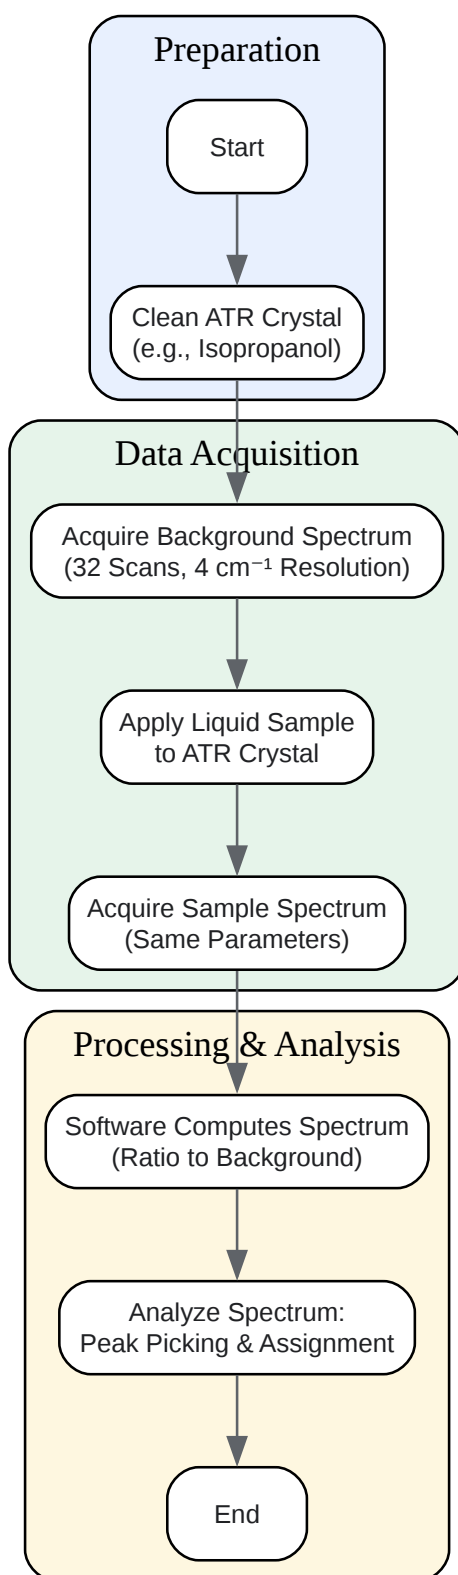 Preparation
Start
Clean ATR Crystal
(e.g., Isopropanol)
Data Acquisition
Acquire Background Spectrum
(32 Scans, 4 cm⁻¹ Resolution)
Apply Liquid Sample
to ATR Crystal
Acquire Sample Spectrum
(Same Parameters)
Processing & Analysis
Software Computes Spectrum
(Ratio to Background)
Analyze Spectrum:
Peak Picking & Assignment
End